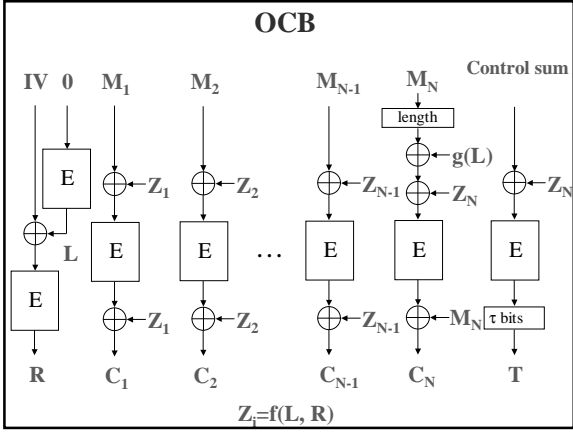 OCB
Control sum
IV 0 M1 M2 MN-1 MN
length
g(L)
E
Z1 Z2 ZN-1 ZN ZN
L E E E ... E E E
E
Z1 Z2 ZN-1 MN τ bits
R C1 C2 CN-1 CN T
Zi=f(L, R)